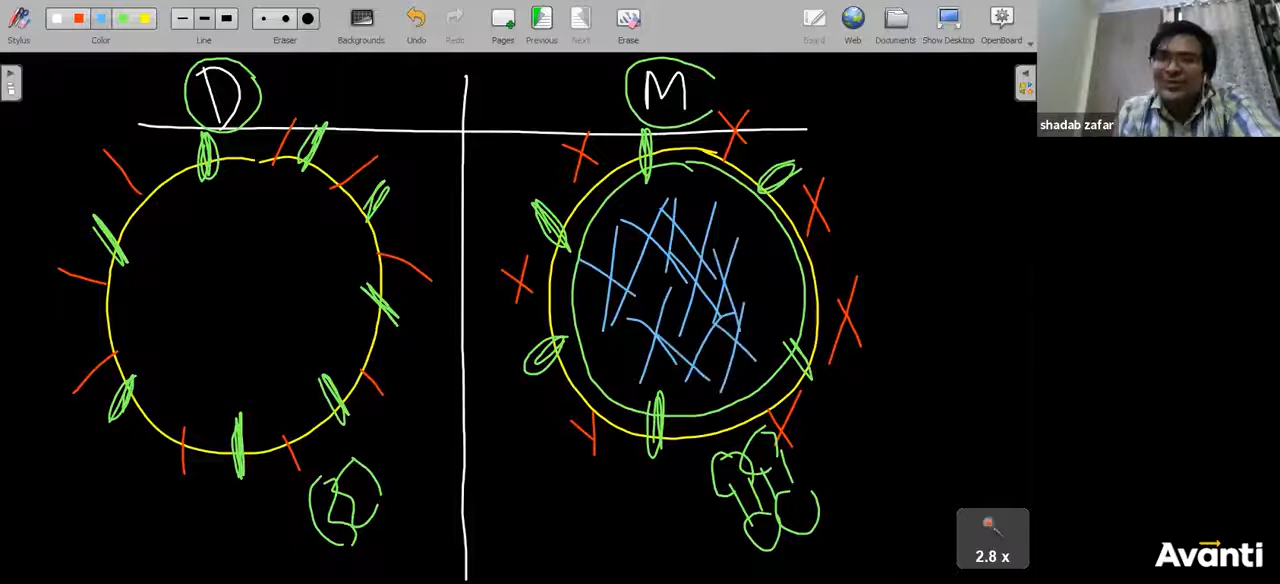 Stylus Color Line Eraser Backgrounds Undo Redo Pages Previous Next Erase Board Web Documents Show Desktop OpenBoard
shadab zafar
D M
2.8 x
Avanti